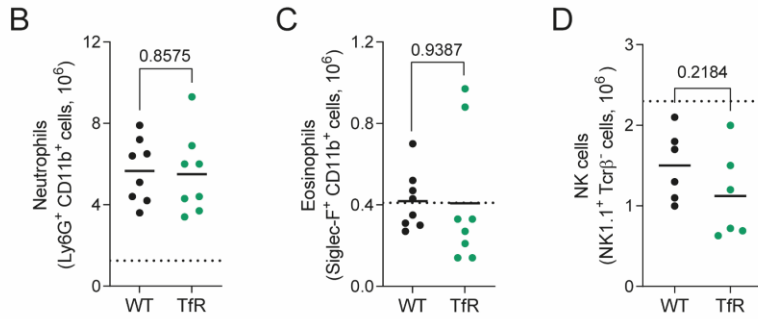 B
Neutrophils
(Ly6G⁺ CD11b⁺ cells, 10⁶)
12
8
4
0
0.8575
WT TfR
C
Eosinophils
(Siglec-F⁺ CD11b⁺ cells, 10⁶)
1.2
0.8
0.4
0.0
0.9387
WT TfR
D
NK cells
(NK1.1⁺ Tcrβ⁻ cells, 10⁶)
3
2
1
0
0.2184
WT TfR